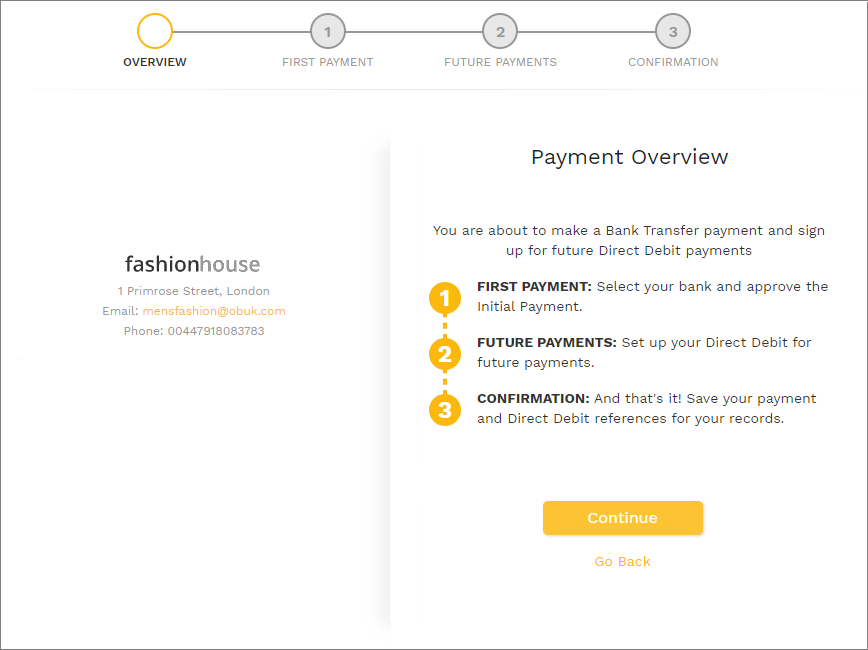 1
2
3
OVERVIEW
FIRST PAYMENT
FUTURE PAYMENTS
CONFIRMATION
fashionhouse
1 Primrose Street, London
Email: mensfashion@obuk.com
Phone: 00447918083783
Payment Overview
You are about to make a Bank Transfer payment and sign
up for future Direct Debit payments
1 FIRST PAYMENT: Select your bank and approve the
Initial Payment.
2 FUTURE PAYMENTS: Set up your Direct Debit for
future payments.
3 CONFIRMATION: And that's it! Save your payment
and Direct Debit references for your records.
Continue
Go Back